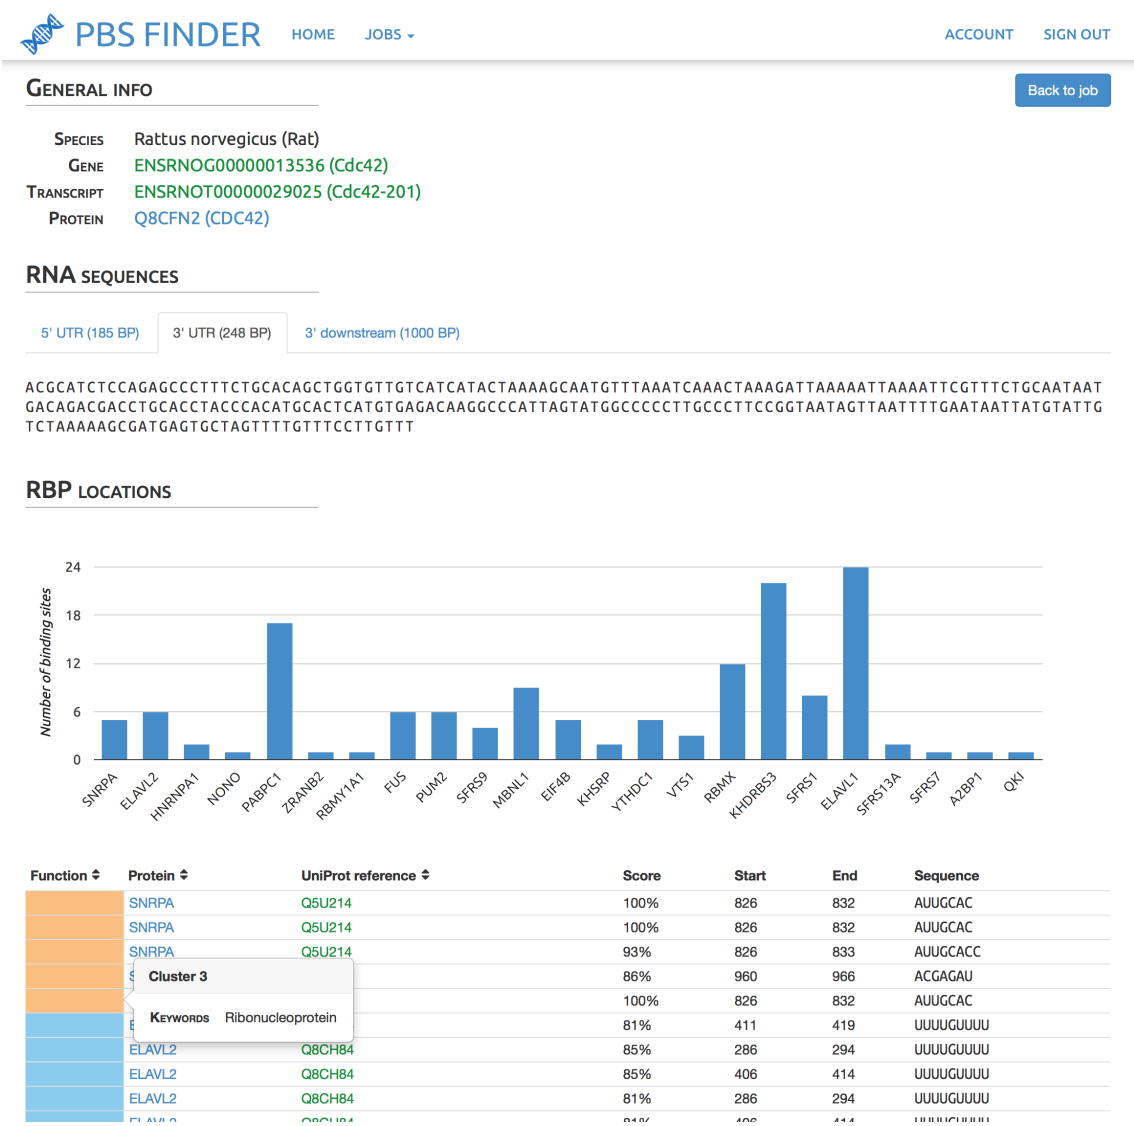 PBS FINDER HOME JOBS ACCOUNT SIGN OUT
GENERAL INFO Back to job
SPECIES Rattus norvegicus (Rat)
GENE ENSRNOG00000013536 (Cdc42)
TRANSCRIPT ENSRNOT00000029025 (Cdc42-201)
PROTEIN Q8CFN2 (CDC42)
RNA SEQUENCES
5' UTR (185 BP) 3' UTR (248 BP) 3' downstream (1000 BP)
ACGCATCTCCAGAGCCCTTTCTGCACAGCTGGTGTTGTCATCATACTAAAAGCAATGTTTAAATCAAACTAAAGATTAAAAATTAAAATTCGTTTCTGCAATAAT
GACAGACGACCTGCACCTACCCACATGCACTCATGTGAGACAAGGCCCATTAGTATGGCCCCCTTGCCCTTCCGGTAATAGTTAATTTTGAATAATTATGTATTG
TCTAAAAAGCGATGAGTGCTAGTTTTGTTTCCTTGTTT
RBP LOCATIONS
Number of binding sites
24
18
12
6
0
SNRPA ELAVL2 HNRNPA1 NONO PABPC1 ZRANB2 RBMY1A1 FUS PUM2 SFRS9 MBNL1 EIF4B KHSRP YTHDC1 VTS1 RBMX KHDRBS3 SFRS1 ELAVL1 SFRS13A SFRS7 A2BP1 QKI
Function Protein UniProt reference Score Start End Sequence
SNRPA Q5U214 100% 826 832 AUUGCAC
SNRPA Q5U214 100% 826 832 AUUGCAC
SNRPA Q5U214 93% 826 833 AUUGCACC
Cluster 3 86% 960 966 ACGAGAU
100% 826 832 AUUGCAC
KEYWORDS Ribonucleoprotein 81% 411 419 UUUUGUUUU
ELAVL2 Q8CH84 85% 286 294 UUUUGUUUU
ELAVL2 Q8CH84 85% 406 414 UUUUGUUUU
ELAVL2 Q8CH84 81% 286 294 UUUUGUUUU
ELAVL2 Q8CH84 81% 406 414 UUUUGUUUU